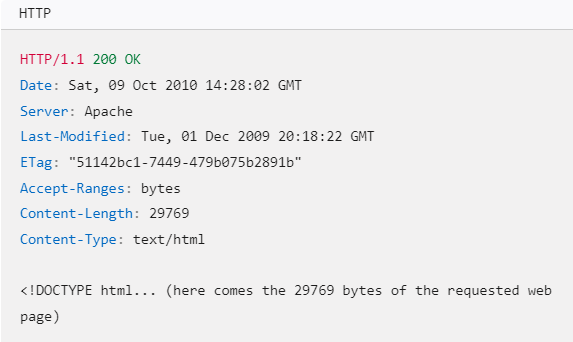 HTTP
HTTP/1.1 200 OK
Date: Sat, 09 Oct 2010 14:28:02 GMT
Server: Apache
Last-Modified: Tue, 01 Dec 2009 20:18:22 GMT
ETag: "51142bc1-7449-479b075b2891b"
Accept-Ranges: bytes
Content-Length: 29769
Content-Type: text/html
<!DOCTYPE html... (here comes the 29769 bytes of the requested web
page)